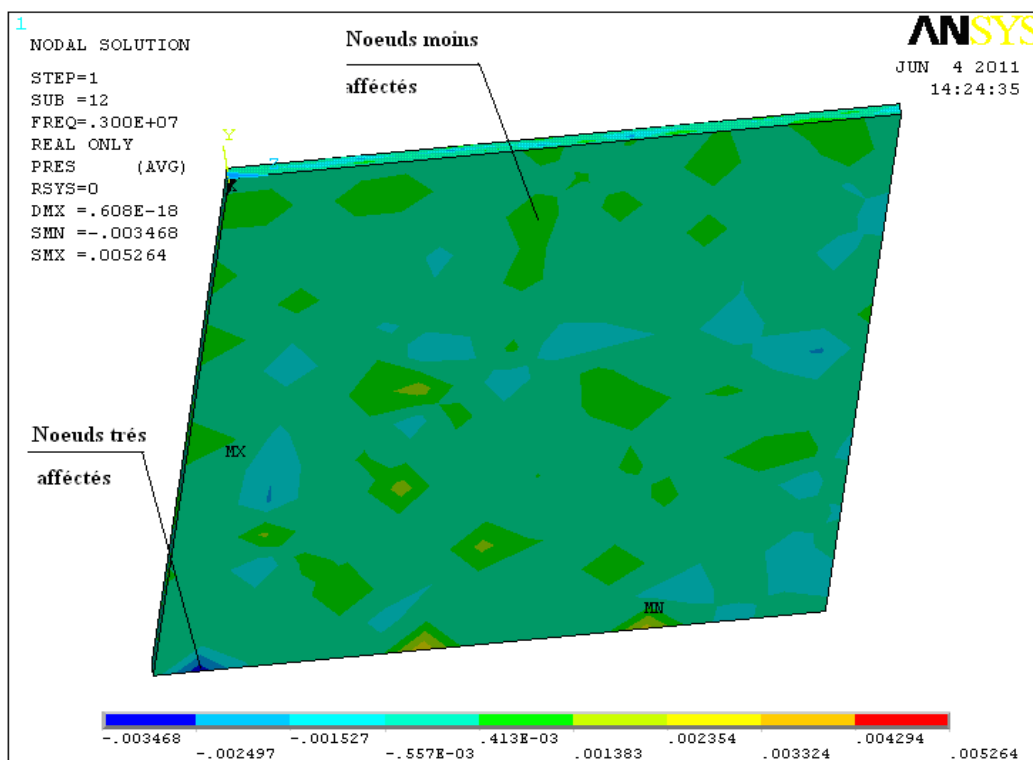 1
NODAL SOLUTION
STEP=1
SUB =12
FREQ=.300E+07
REAL ONLY
PRES (AVG)
RSYS=0
DMX =.608E-18
SMN =-.003468
SMX =.005264
Noeuds moins
afféctés
ANSYS
JUN 4 2011
14:24:35
Y
Z
X
Noeuds trés
afféctés
MX
MN
-.003468
-.002497
-.001527
-.557E-03
.413E-03
.001383
.002354
.003324
.004294
.005264